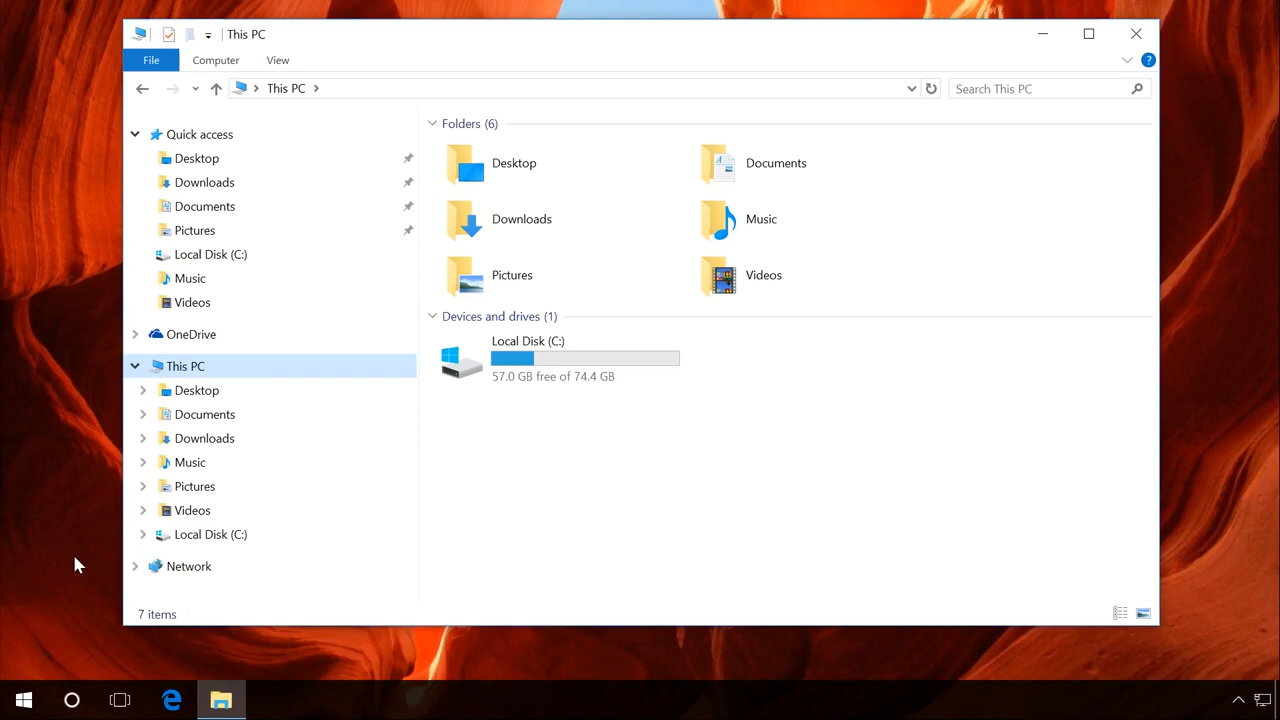 This PC
File
Computer
View
This PC
Search This PC
Quick access
Desktop
Downloads
Documents
Pictures
Local Disk (C:)
Music
Videos
OneDrive
This PC
Desktop
Documents
Downloads
Music
Pictures
Videos
Local Disk (C:)
Network
Folders (6)
Desktop
Documents
Downloads
Music
Pictures
Videos
Devices and drives (1)
Local Disk (C:)
57.0 GB free of 74.4 GB
7 items